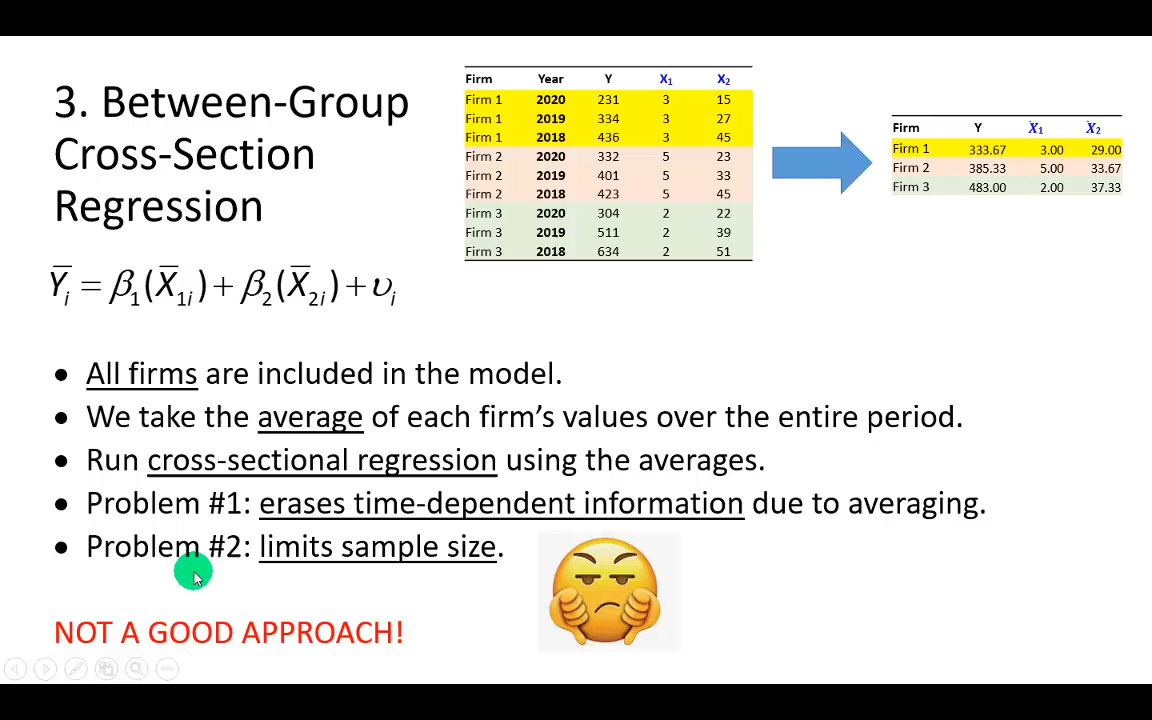 3. Between-Group
Cross-Section
Regression
Firm Year Y X₁ X₂
Firm 1 2020 231 3 15
Firm 1 2019 334 3 27
Firm 1 2018 436 3 45
Firm 2 2020 332 5 23
Firm 2 2019 401 5 33
Firm 2 2018 423 5 45
Firm 3 2020 304 2 22
Firm 3 2019 511 2 39
Firm 3 2018 634 2 51
Firm Y X̄₁ X̄₂
Firm 1 333.67 3.00 29.00
Firm 2 385.33 5.00 33.67
Firm 3 483.00 2.00 37.33
Ȳᵢ = β₁(X̄₁ᵢ) + β₂(X̄₂ᵢ) + υᵢ
• All firms are included in the model.
• We take the average of each firm’s values over the entire period.
• Run cross-sectional regression using the averages.
• Problem #1: erases time-dependent information due to averaging.
• Problem #2: limits sample size.
NOT A GOOD APPROACH!